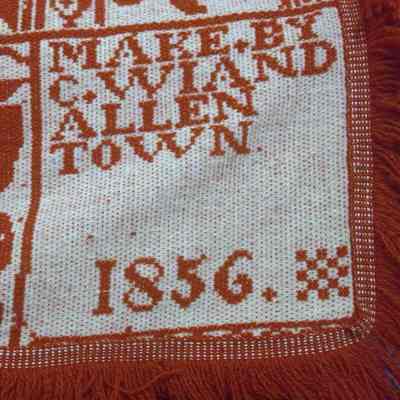 MAKE.BY
C.WIAND
ALLEN
TOWN.
1856.